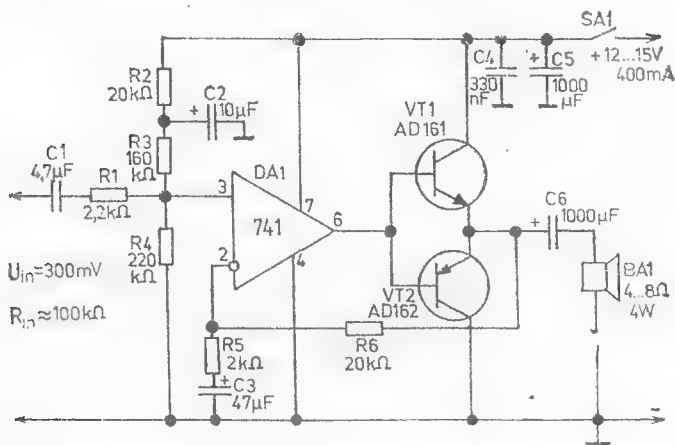 SA1
+12...15V
400mA
R2
20kΩ
C2
+
10µF
C4
330
nF
+
C5
1000
µF
VT1
AD161
R3
160
kΩ
C1
4,7µF
R1
2,2kΩ
DA1
3
7
741
6
2
4
C6
+
1000µF
R4
220
kΩ
Uin=300mV
Rin≈100kΩ
VT2
AD162
BA1
4...8Ω
4W
R6
20kΩ
R5
2kΩ
+
C3
47µF